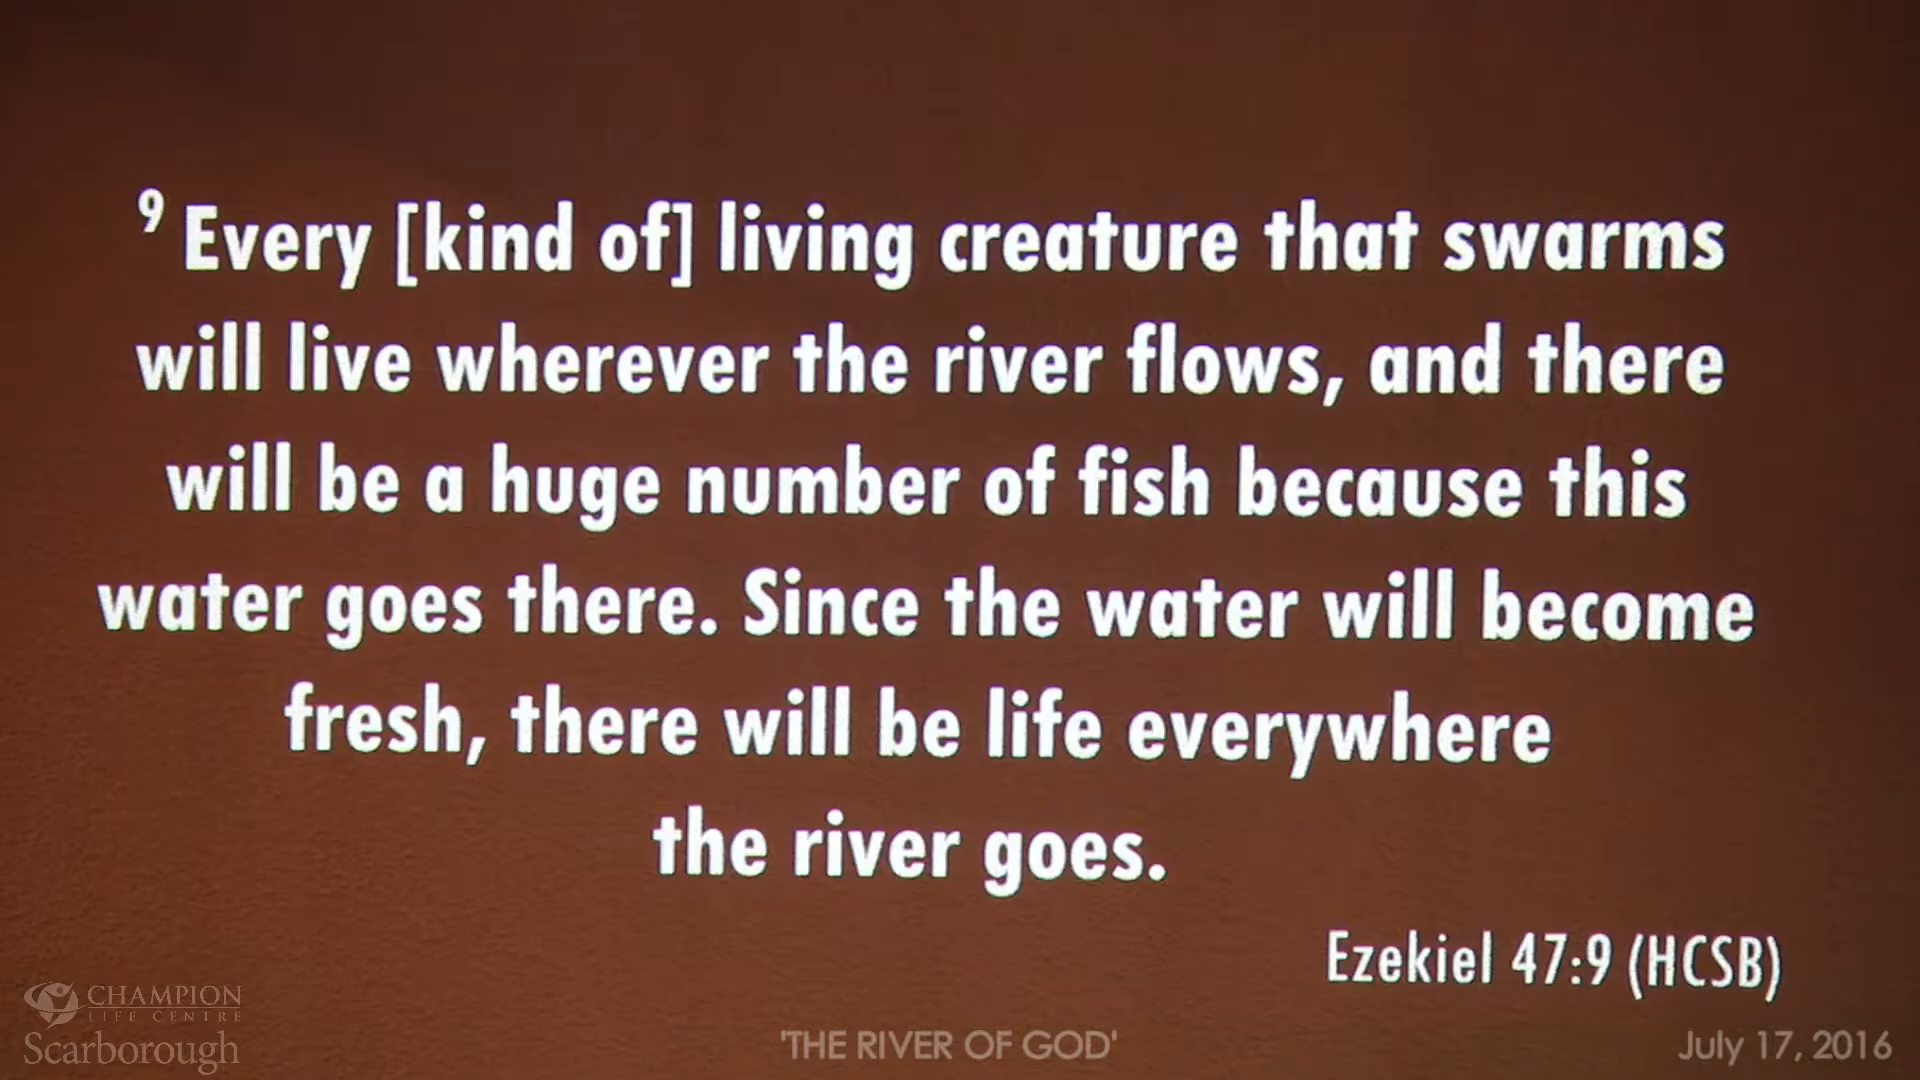 9 Every [kind of] living creature that swarms
will live wherever the river flows, and there
will be a huge number of fish because this
water goes there. Since the water will become
fresh, there will be life everywhere
the river goes.
Ezekiel 47:9 (HCSB)
CHAMPION
LIFE CENTRE
Scarborough
'THE RIVER OF GOD'
July 17, 2016